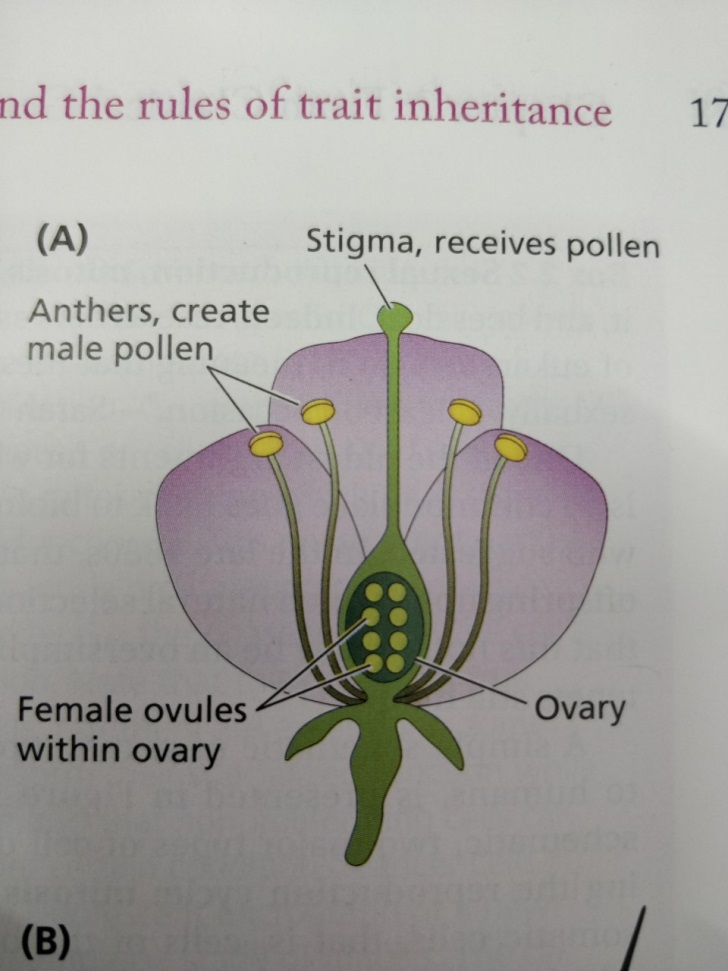 nd the rules of trait inheritance 17
(A)
Stigma, receives pollen
Anthers, create
male pollen
Female ovules
within ovary
Ovary
(B)